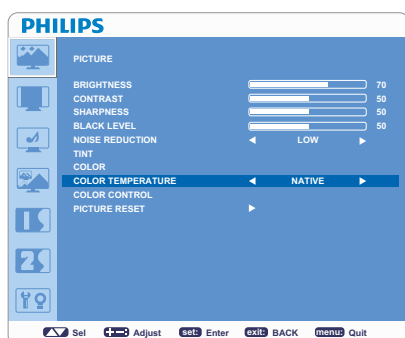 PHILIPS
PICTURE
BRIGHTNESS 70
CONTRAST 50
SHARPNESS 50
BLACK LEVEL 50
NOISE REDUCTION LOW
TINT
COLOR
COLOR TEMPERATURE NATIVE
COLOR CONTROL
PICTURE RESET
Sel Adjust set: Enter exit: BACK menu: Quit